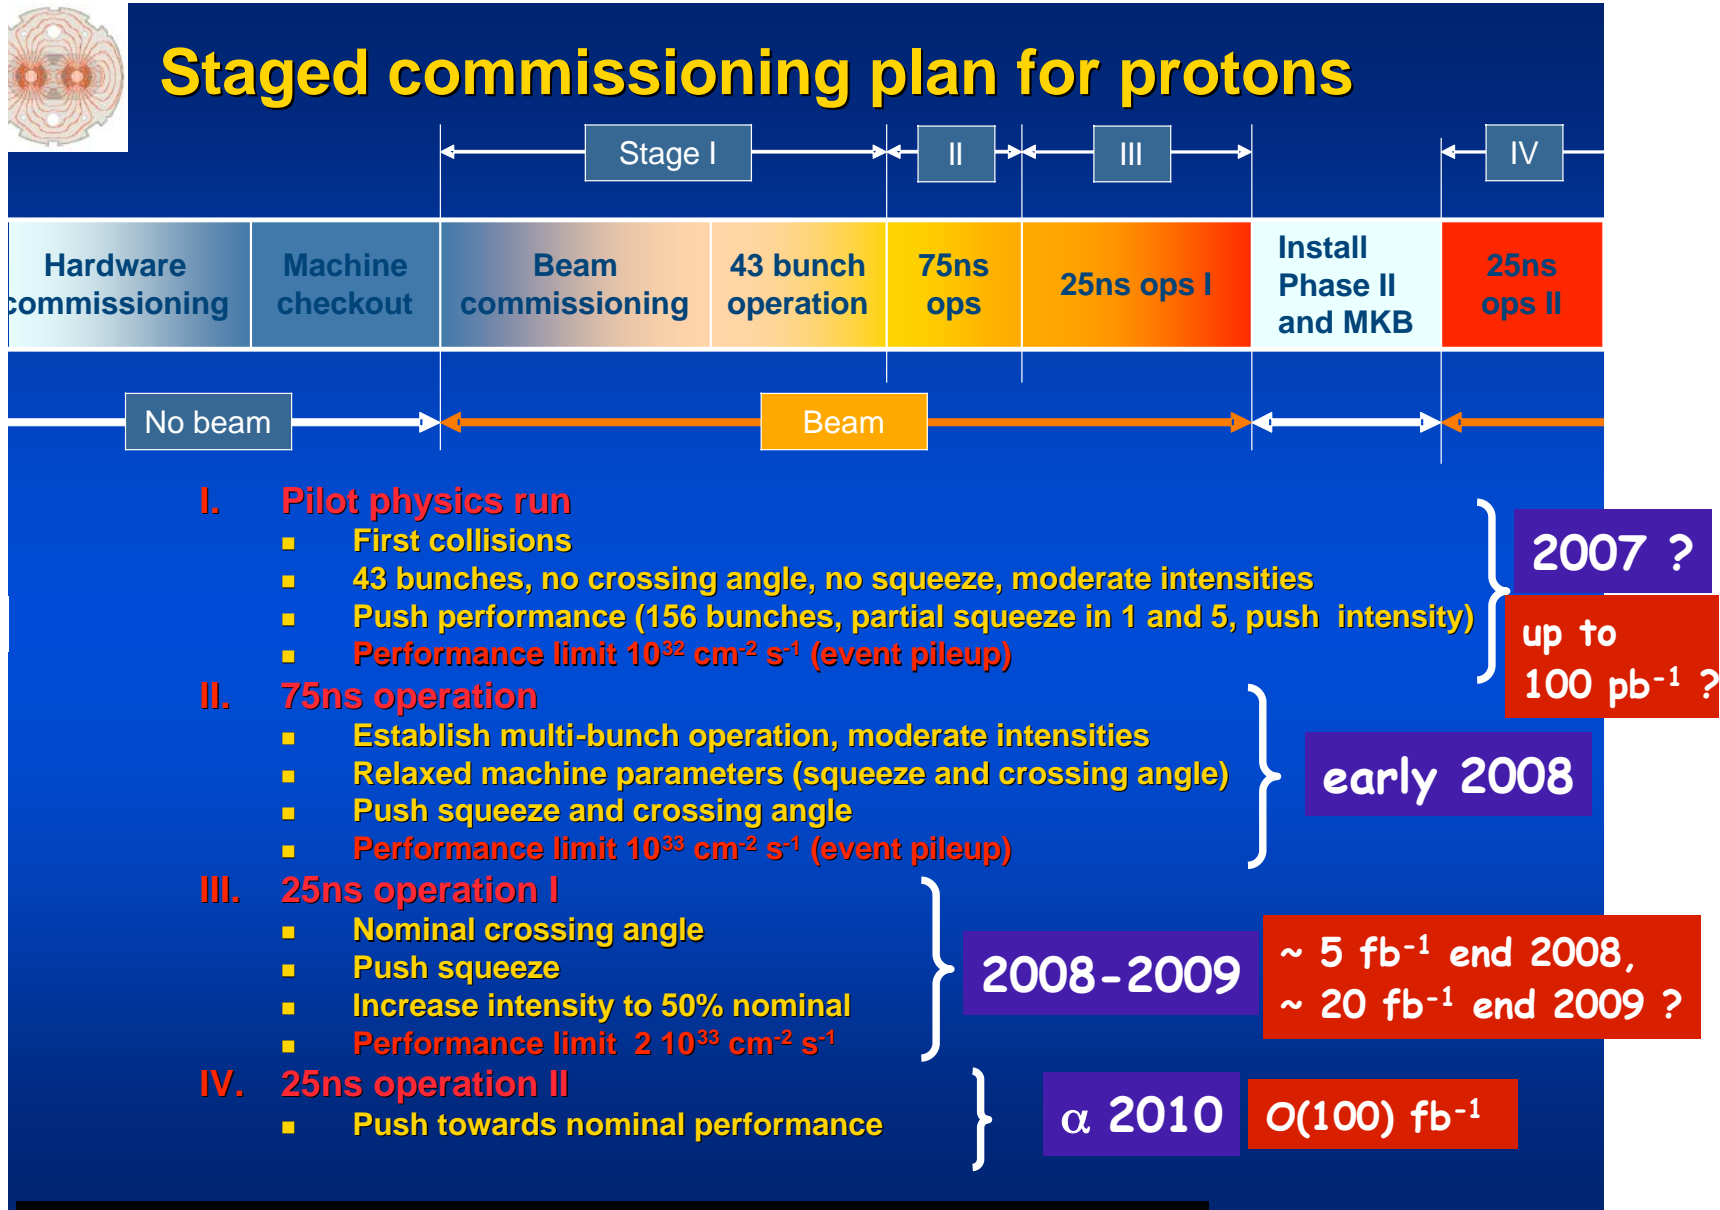 Staged commissioning plan for protons
Stage I
II
III
IV
Hardware
commissioning
Machine
checkout
Beam
commissioning
43 bunch
operation
75ns
ops
25ns ops I
Install
Phase II
and MKB
25ns
ops II
No beam
Beam
I. Pilot physics run
■ First collisions
■ 43 bunches, no crossing angle, no squeeze, moderate intensities
■ Push performance (156 bunches, partial squeeze in 1 and 5, push intensity)
■ Performance limit 10³² cm⁻² s⁻¹ (event pileup)
2007 ?
up to
100 pb⁻¹ ?
II. 75ns operation
■ Establish multi-bunch operation, moderate intensities
■ Relaxed machine parameters (squeeze and crossing angle)
■ Push squeeze and crossing angle
■ Performance limit 10³³ cm⁻² s⁻¹ (event pileup)
early 2008
III. 25ns operation I
■ Nominal crossing angle
■ Push squeeze
■ Increase intensity to 50% nominal
■ Performance limit 2 10³³ cm⁻² s⁻¹
2008-2009
~ 5 fb⁻¹ end 2008,
~ 20 fb⁻¹ end 2009 ?
IV. 25ns operation II
■ Push towards nominal performance
α 2010
O(100) fb⁻¹